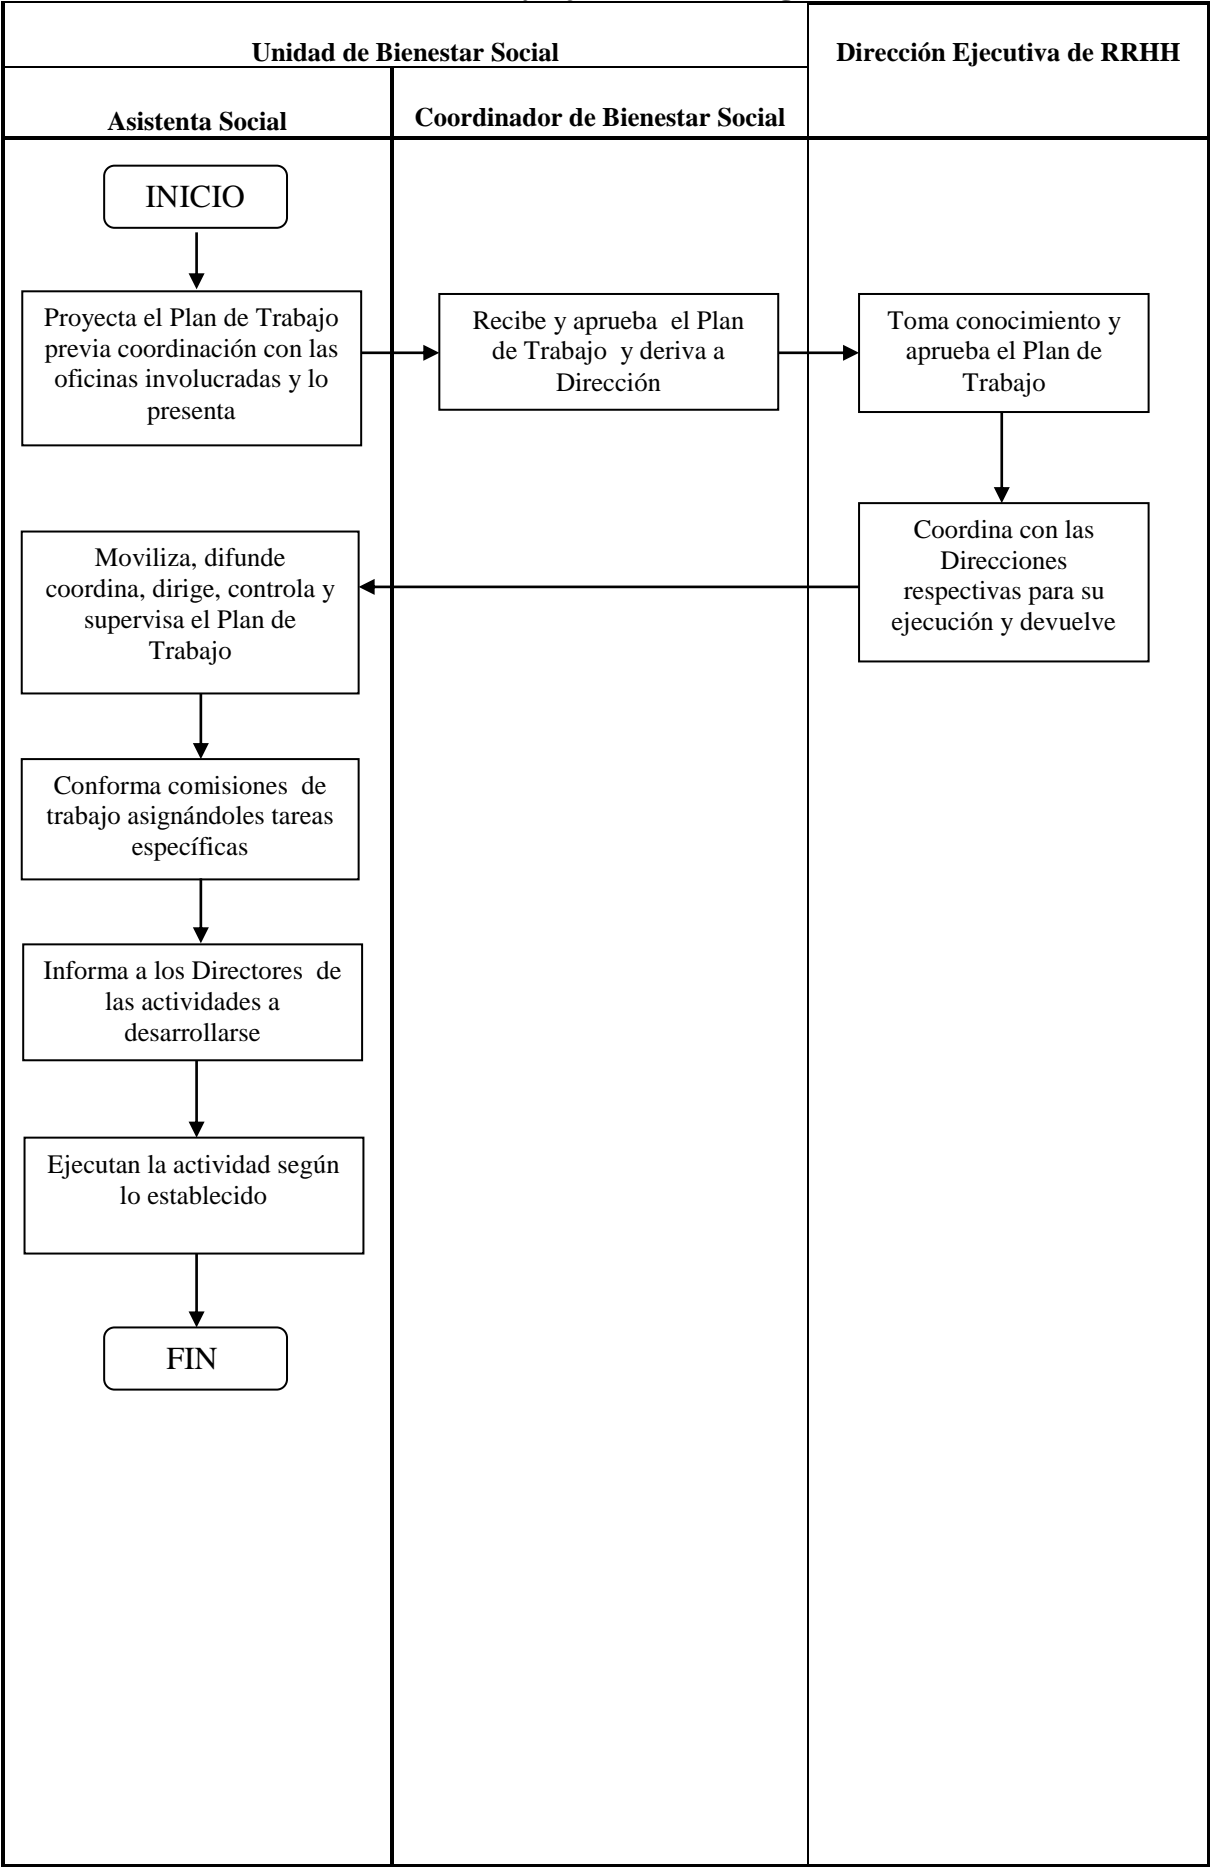 Unidad de Bienestar Social
Dirección Ejecutiva de RRHH
Asistenta Social
Coordinador de Bienestar Social
INICIO
Proyecta el Plan de Trabajo
previa coordinación con las
oficinas involucradas y lo
presenta
Recibe y aprueba  el Plan
de Trabajo  y deriva a
Dirección
Toma conocimiento y
aprueba el Plan de
Trabajo
Coordina con las
Direcciones
respectivas para su
ejecución y devuelve
Moviliza, difunde
coordina, dirige, controla y
supervisa el Plan de
Trabajo
Conforma comisiones  de
trabajo asignándoles tareas
específicas
Informa a los Directores  de
las actividades a
desarrollarse
Ejecutan la actividad según
lo establecido
FIN